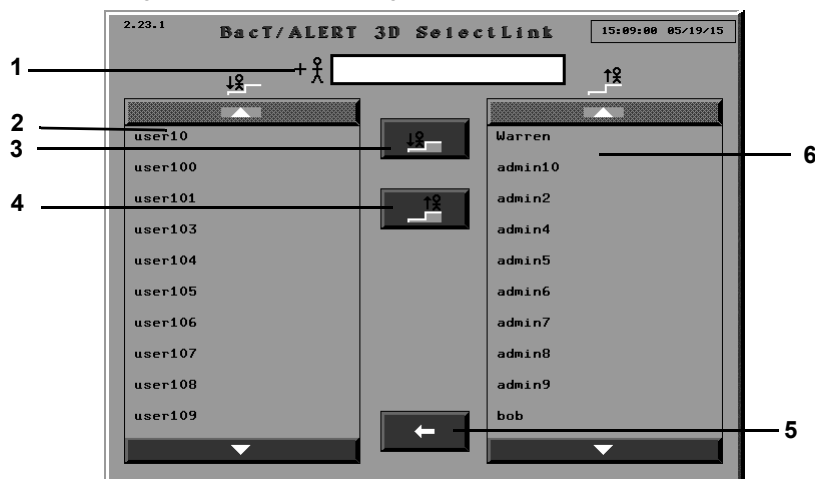 2.23.1
BacT/ALERT 3D SelectLink
15:09:00 05/19/15
1
2
3
4
5
6
user10
user100
user101
user103
user104
user105
user106
user107
user108
user109
Warren
admin10
admin2
admin4
admin5
admin6
admin7
admin8
admin9
bob